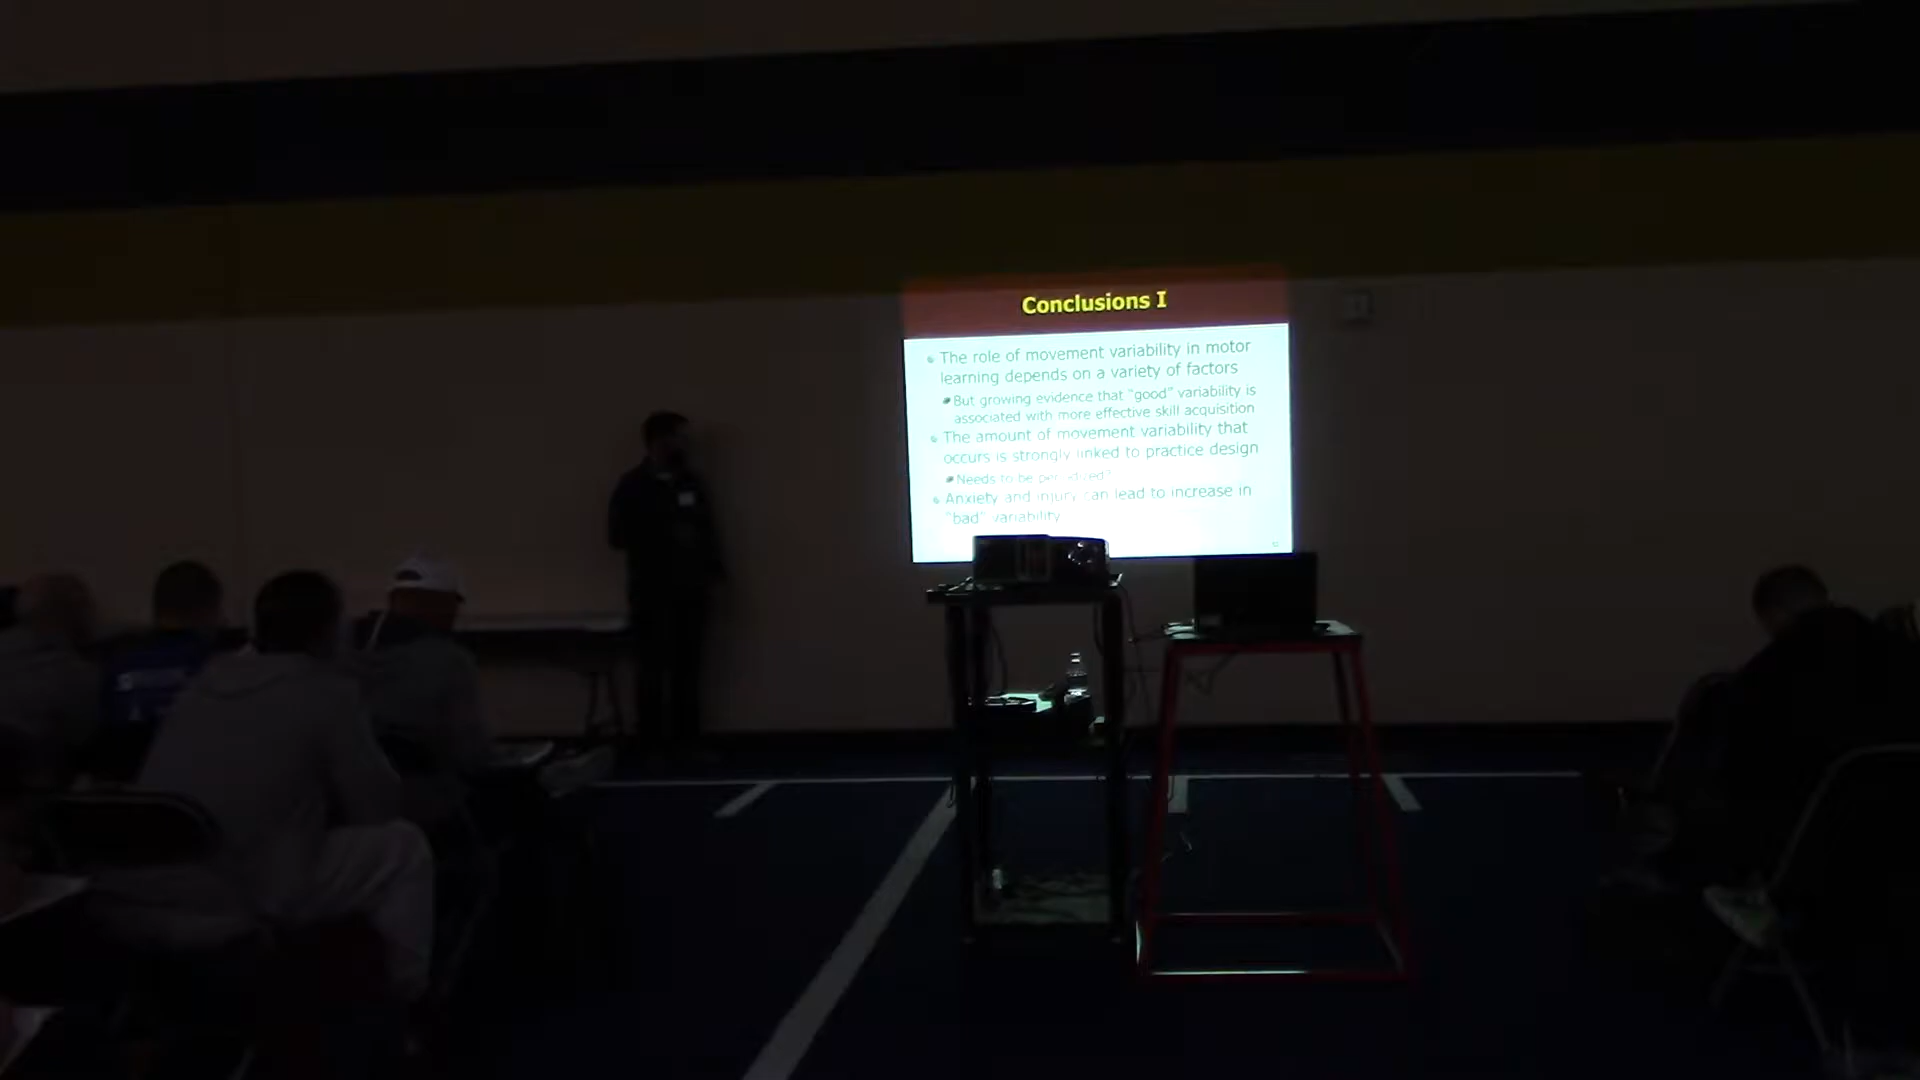 Conclusions I
The role of movement variability in motor
learning depends on a variety of factors
But growing evidence that "good" variability is
associated with more effective skill acquisition
The amount of movement variability that
occurs is strongly linked to practice design
Needs to be periodized?
Anxiety and injury can lead to increase in
"bad" variability